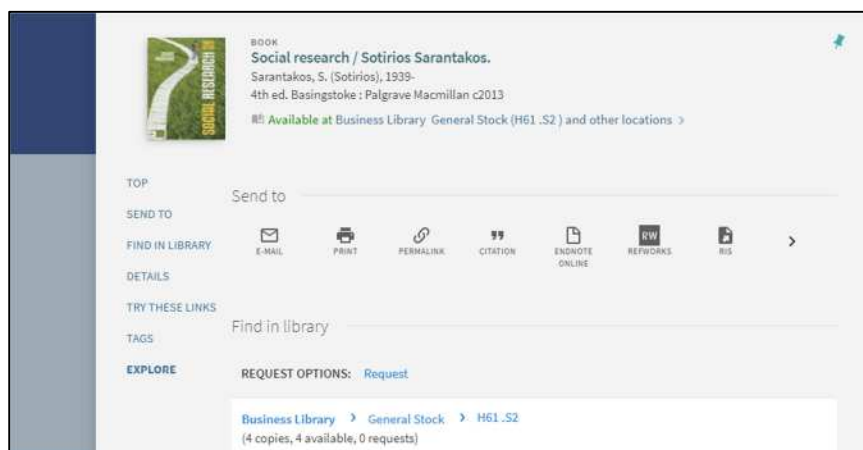 BOOK
Social research / Sotirios Sarantakos.
Sarantakos, S. (Sotirios), 1939-
4th ed. Basingstoke : Palgrave Macmillan c2013
Available at Business Library General Stock (H61 .S2 ) and other locations >
SOCIAL RESEARCH
TOP
SEND TO
FIND IN LIBRARY
DETAILS
TRY THESE LINKS
TAGS
EXPLORE
Send to
E-MAIL
PRINT
PERMALINK
CITATION
ENDNOTE
ONLINE
RW
REFWORKS
RIS
Find in library
REQUEST OPTIONS: Request
Business Library > General Stock > H61 .S2
(4 copies, 4 available, 0 requests)